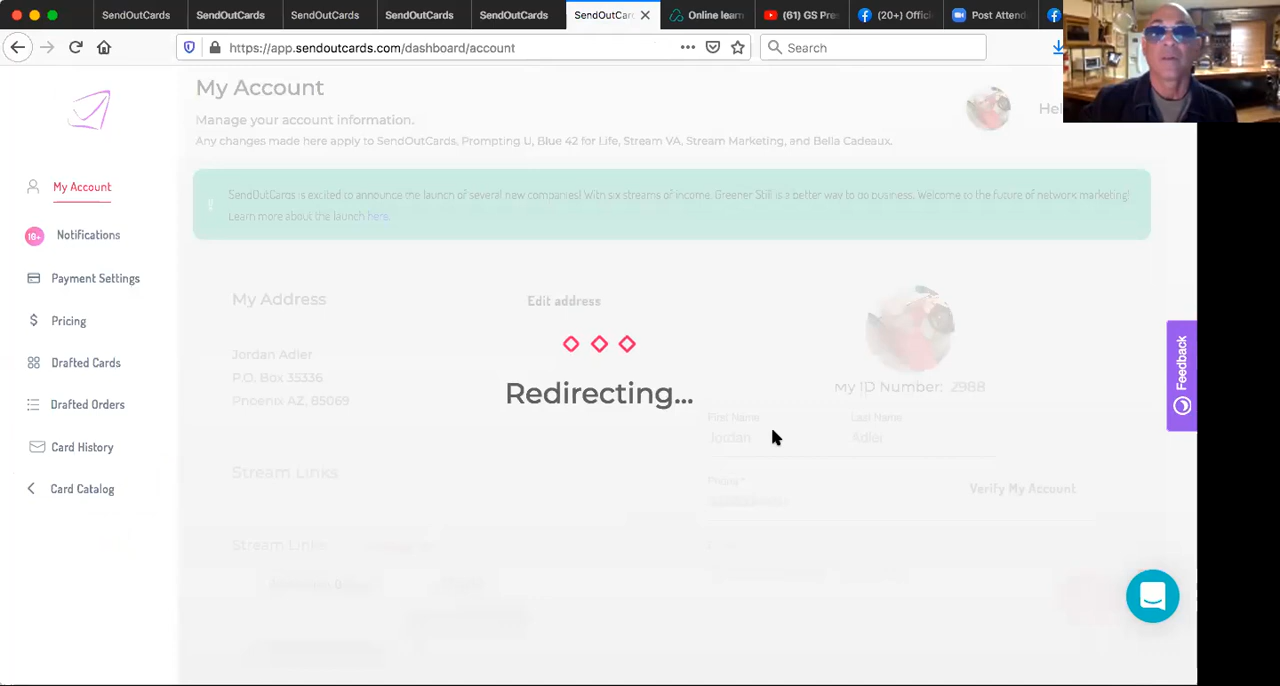 SendOutCards
SendOutCards
SendOutCards
SendOutCards
SendOutCards
SendOutCar
Online learn
(61) GS Pres
(20+) Offici
Post Attend
https://app.sendoutcards.com/dashboard/account
Search
My Account
Hel
Manage your account information.
Any changes made here apply to SendOutCards, Prompting U, Blue 42 for Life, Stream VA, Stream Marketing, and Bella Cadeaux.
SendOutCards is excited to announce the launch of several new companies! With six streams of income, Greener Still is a better way to do business. Welcome to the future of network marketing!
Learn more about the launch here.
My Account
10+ Notifications
Payment Settings
$ Pricing
Drafted Cards
Drafted Orders
Card History
Card Catalog
My Address
Edit address
Jordan Adler
P.O. Box 35336
Phoenix AZ, 85069
Redirecting...
My ID Number: 2988
First Name
Last Name
Jordan
Adler
Stream Links
Phone *
Verify My Account
Stream Links
Feedback